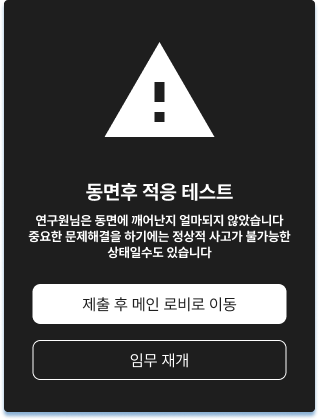 동면후 적응 테스트
연구원님은 동면에 깨어난지 얼마되지 않았습니다
중요한 문제해결을 하기에는 정상적 사고가 불가능한
상태일수도 있습니다
제출 후 메인 로비로 이동
임무 재개